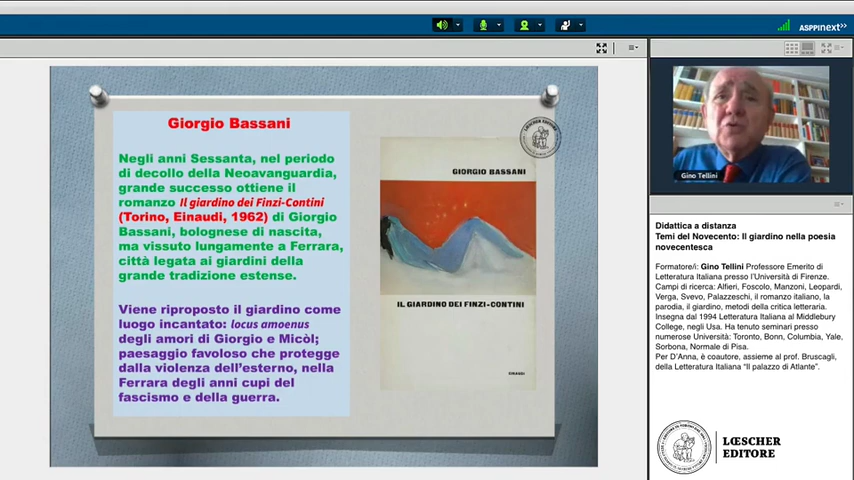 ASPPInext>>
Giorgio Bassani
Negli anni Sessanta, nel periodo
di decollo della Neoavanguardia,
grande successo ottiene il
romanzo Il giardino dei Finzi-Contini
(Torino, Einaudi, 1962) di Giorgio
Bassani, bolognese di nascita,
ma vissuto lungamente a Ferrara,
città legata ai giardini della
grande tradizione estense.
Viene riproposto il giardino come
luogo incantato: locus amoenus
degli amori di Giorgio e Micòl;
paesaggio favoloso che protegge
dalla violenza dell'esterno, nella
Ferrara degli anni cupi del
fascismo e della guerra.
GIORGIO BASSANI
IL GIARDINO DEI FINZI-CONTINI
EINAUDI
Gino Tellini
Didattica a distanza
Temi del Novecento: Il giardino nella poesia
novecentesca
Formatore/i: Gino Tellini Professore Emerito di
Letteratura Italiana presso l'Università di Firenze.
Campi di ricerca: Alfieri, Foscolo, Manzoni, Leopardi,
Verga, Svevo, Palazzeschi, il romanzo italiano, la
parodia, il giardino, metodi della critica letteraria.
Insegna dal 1994 Letteratura Italiana al Middlebury
College, negli Usa. Ha tenuto seminari presso
numerose Università: Toronto, Bonn, Columbia, Yale,
Sorbona, Normale di Pisa.
Per D'Anna, è coautore, assieme al prof. Bruscagli,
della Letteratura Italiana "Il palazzo di Atlante".
LŒSCHER
EDITORE